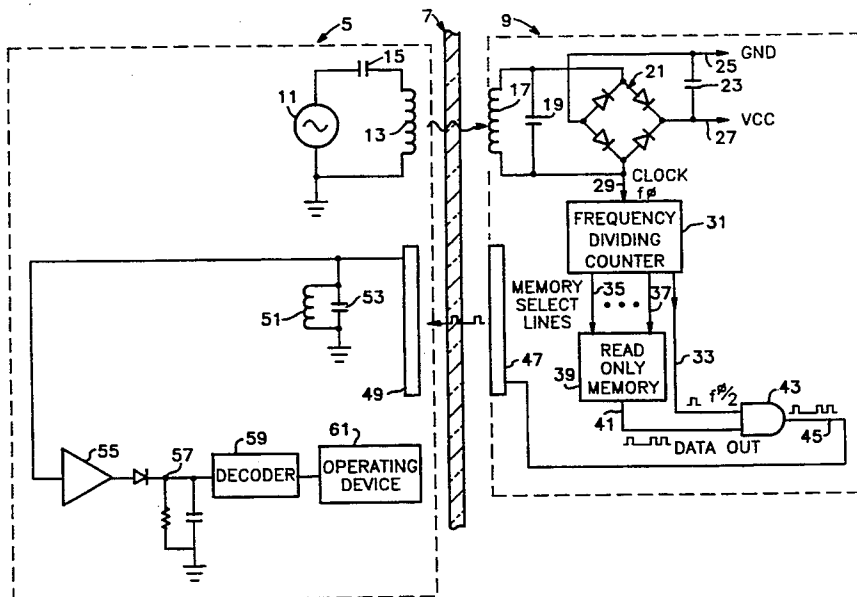 5
7
9
15
11
13
17
19
21
25
GND
23
VCC
27
CLOCK
29
fø
FREQUENCY
DIVIDING
COUNTER
31
MEMORY
SELECT
LINES
35
37
33
READ
ONLY
MEMORY
39
41
fø/2
43
45
DATA OUT
47
49
51
53
55
57
59
DECODER
61
OPERATING
DEVICE